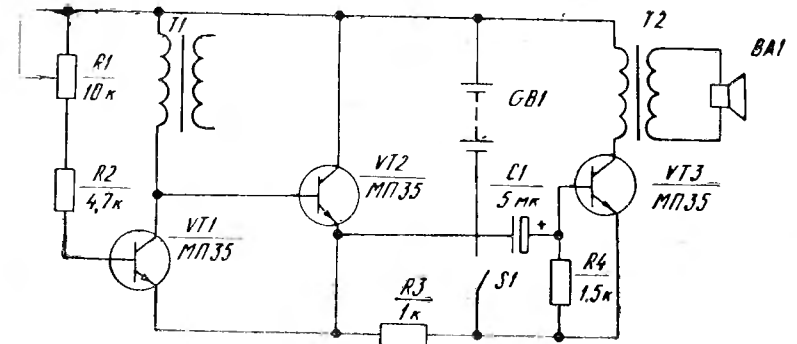 T1
T2
BA1
R1
10 к
GB1
R2
4,7к
VT2
МП35
C1
5 мк
VT3
МП35
VT1
МП35
+
R3
1к
S1
R4
1,5к